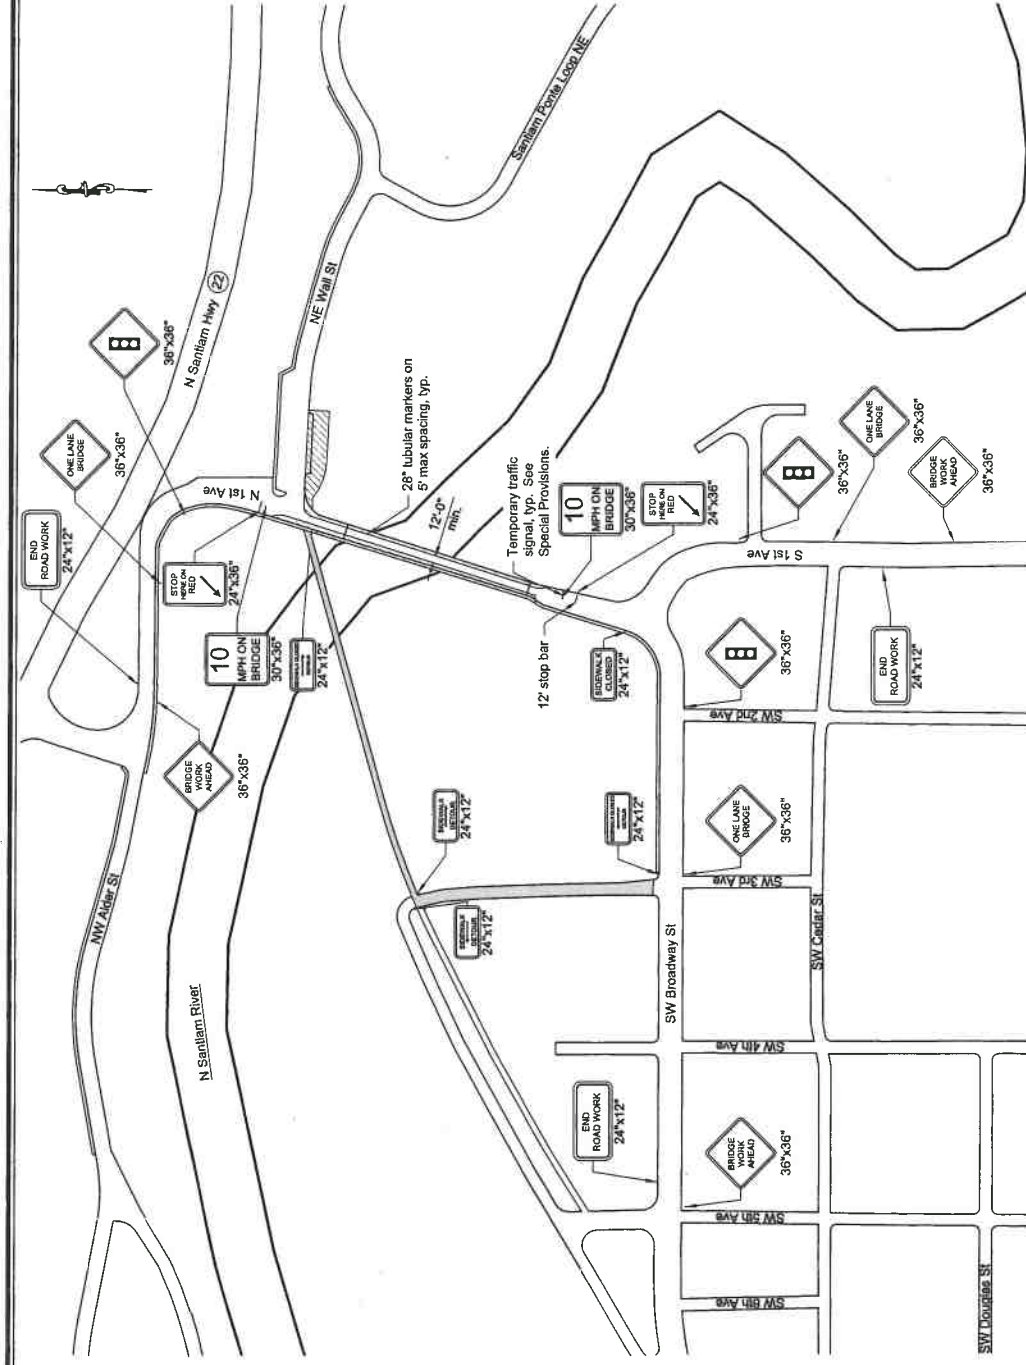 N Santiam Hwy 22
NE Wall St
Santiam Ponte Loop NE
36"x36"
ONE LANE
BRIDGE
36"x36"
END
ROAD WORK
24"x12"
N 1st Ave
STOP
HERE ON
RED
24"x36"
10
MPH ON
BRIDGE
30"x36"
24"x12"
BRIDGE
WORK
AHEAD
36"x36"
NW Alder St
N Santiam River
28" tubular markers on
5' max spacing, typ.
12'-0"
min.
Temporary traffic
signal, typ. See
Special Provisions.
10
MPH ON
BRIDGE
30"x36"
STOP
HERE ON
RED
24"x36"
12' stop bar
SIDEWALK
CLOSED
24"x12"
SIDEWALK
DETOUR
24"x12"
SIDEWALK
DETOUR
24"x12"
24"x12"
S 1st Ave
36"x36"
ONE LANE
BRIDGE
36"x36"
BRIDGE
WORK
AHEAD
36"x36"
END
ROAD WORK
24"x12"
36"x36"
SW 2nd Ave
ONE LANE
BRIDGE
36"x36"
SW 3rd Ave
SW Broadway St
SW Cedar St
SW 4th Ave
END
ROAD WORK
24"x12"
BRIDGE
WORK
AHEAD
36"x36"
SW 5th Ave
SW 6th Ave
SW Douglas St